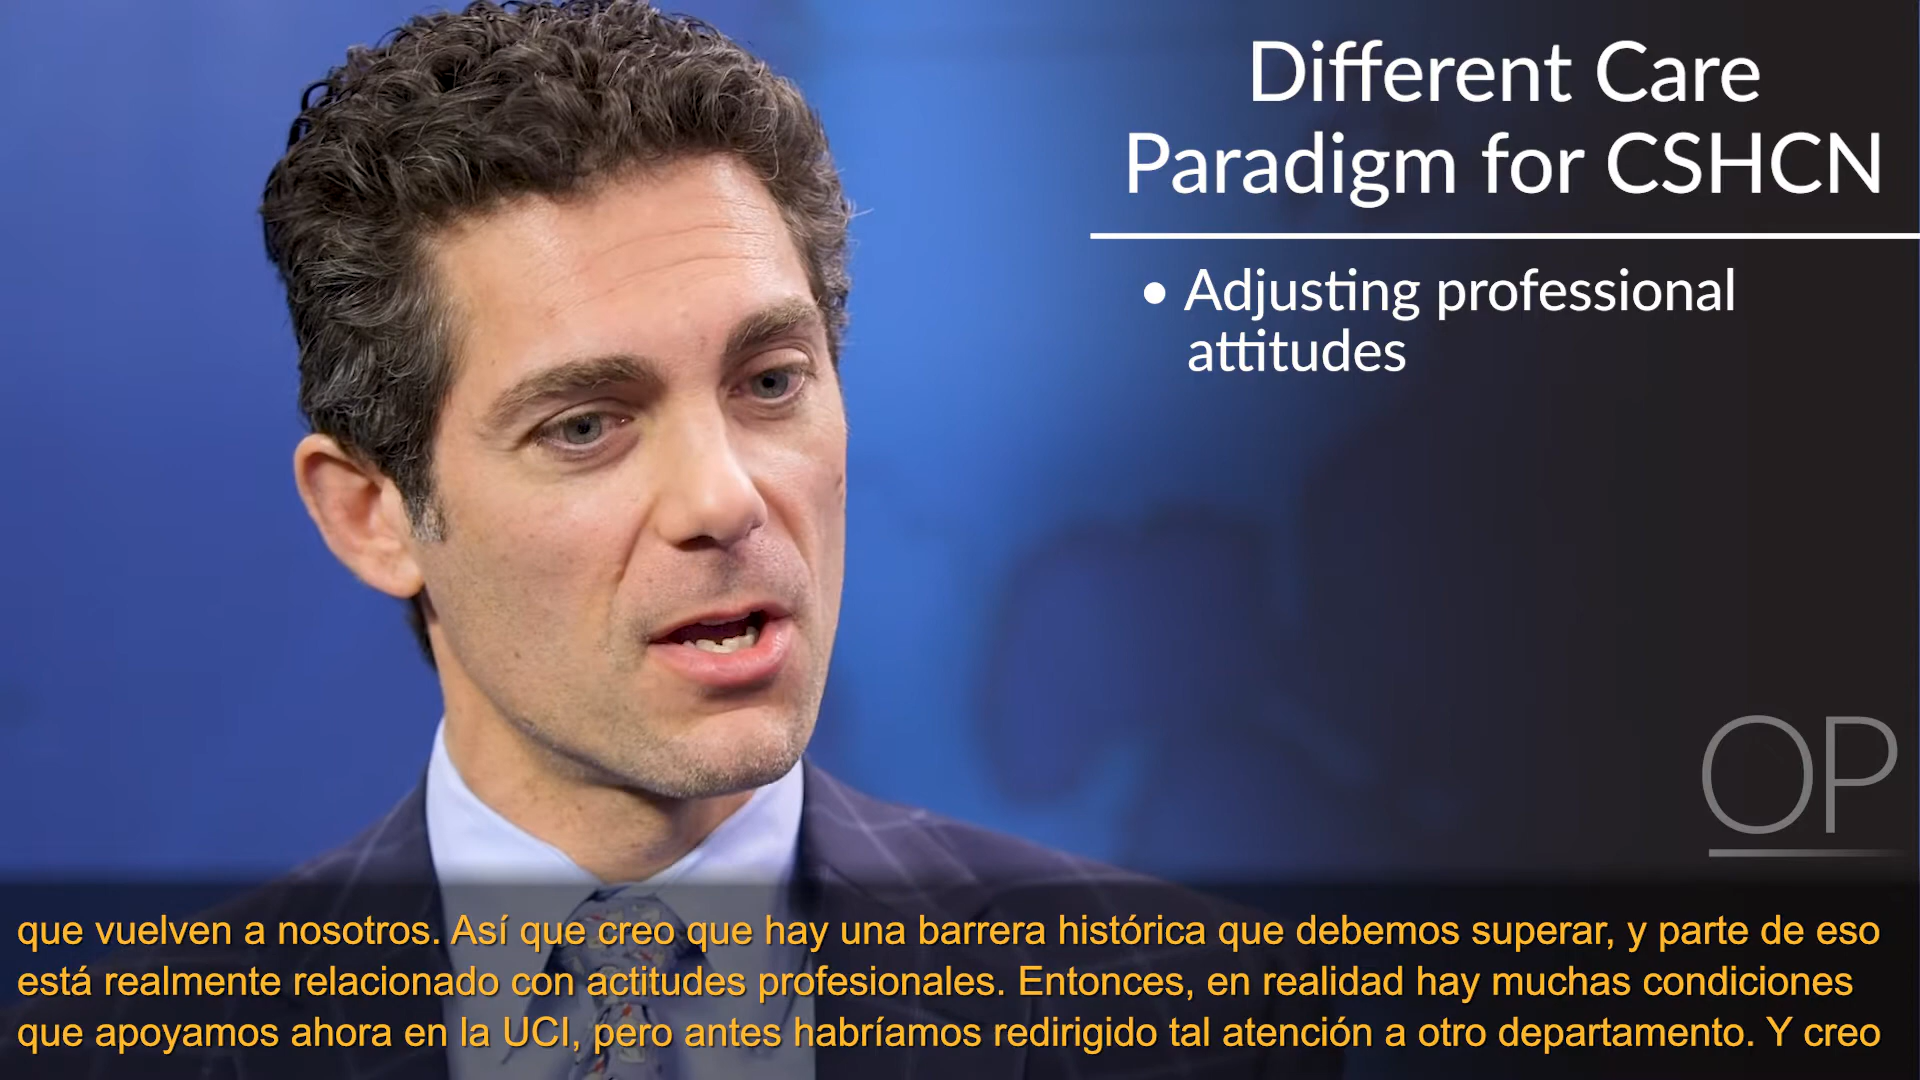 Different Care
Paradigm for CSHCN
• Adjusting professional
attitudes
OP
que vuelven a nosotros. Así que creo que hay una barrera histórica que debemos superar, y parte de eso
está realmente relacionado con actitudes profesionales. Entonces, en realidad hay muchas condiciones
que apoyamos ahora en la UCI, pero antes habríamos redirigido tal atención a otro departamento. Y creo